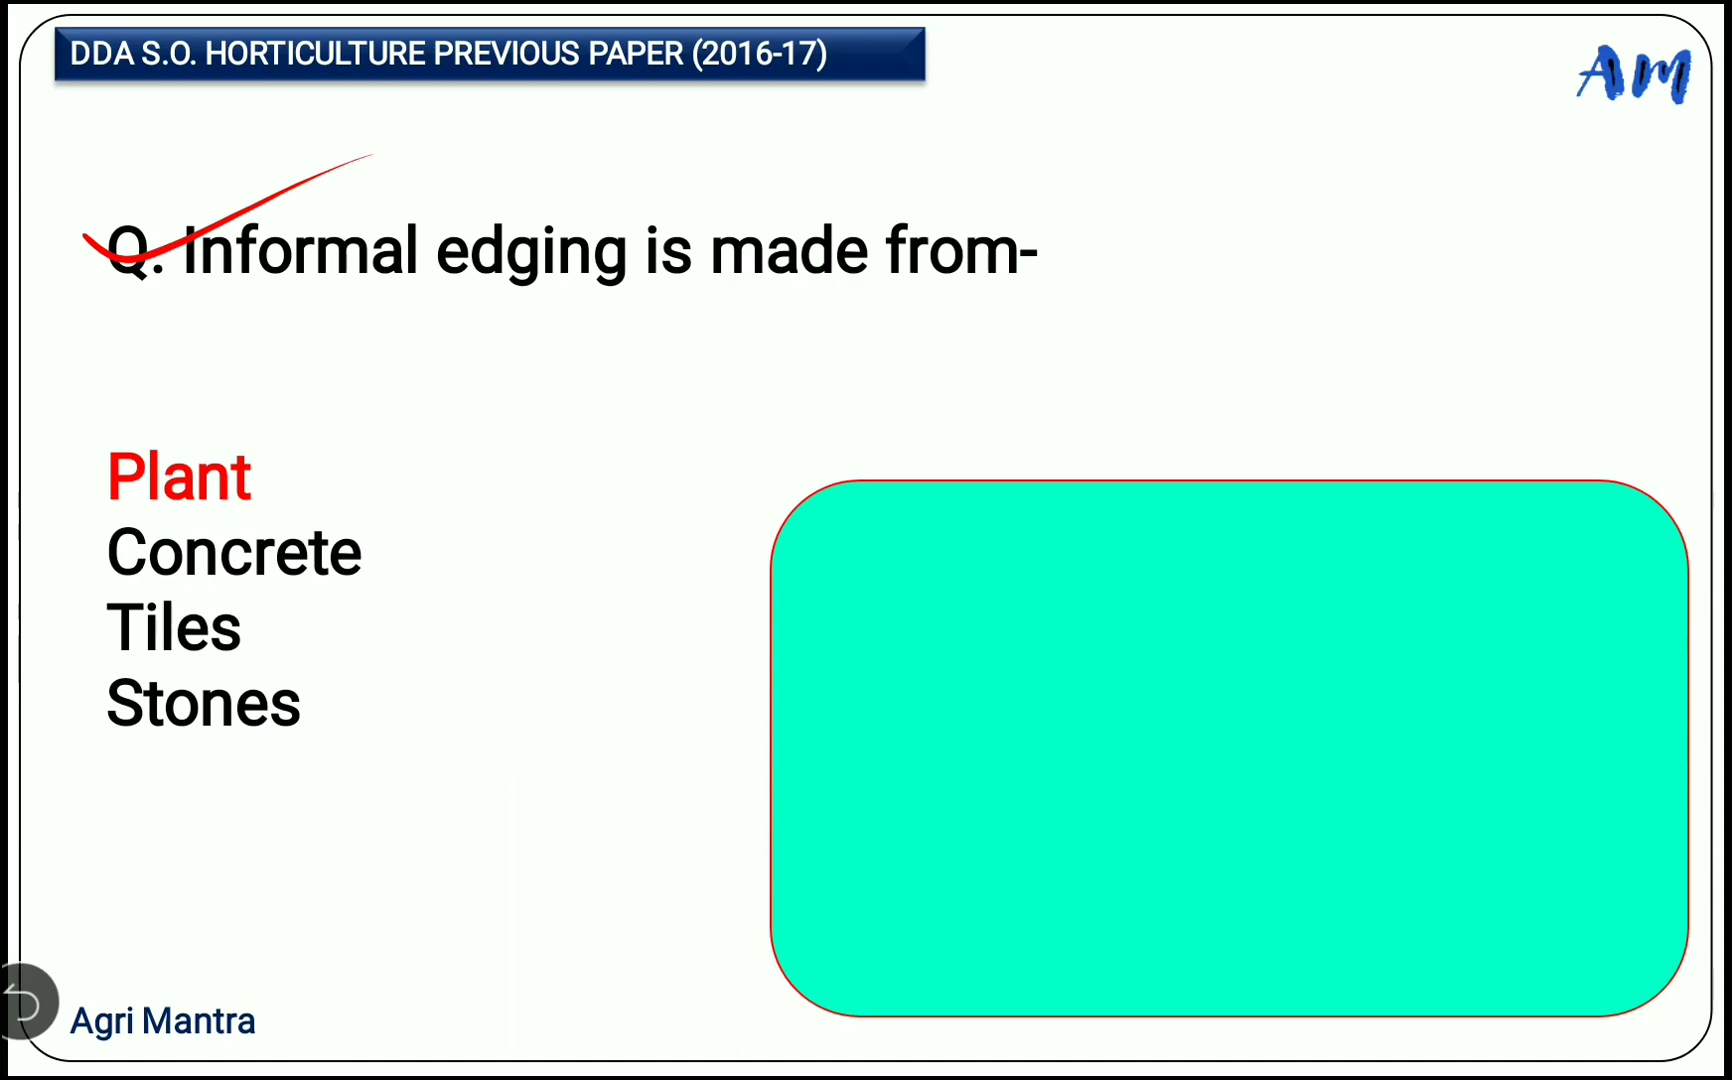 DDA S.O. HORTICULTURE PREVIOUS PAPER (2016-17)
AM
Q. Informal edging is made from-
Plant
Concrete
Tiles
Stones
Agri Mantra